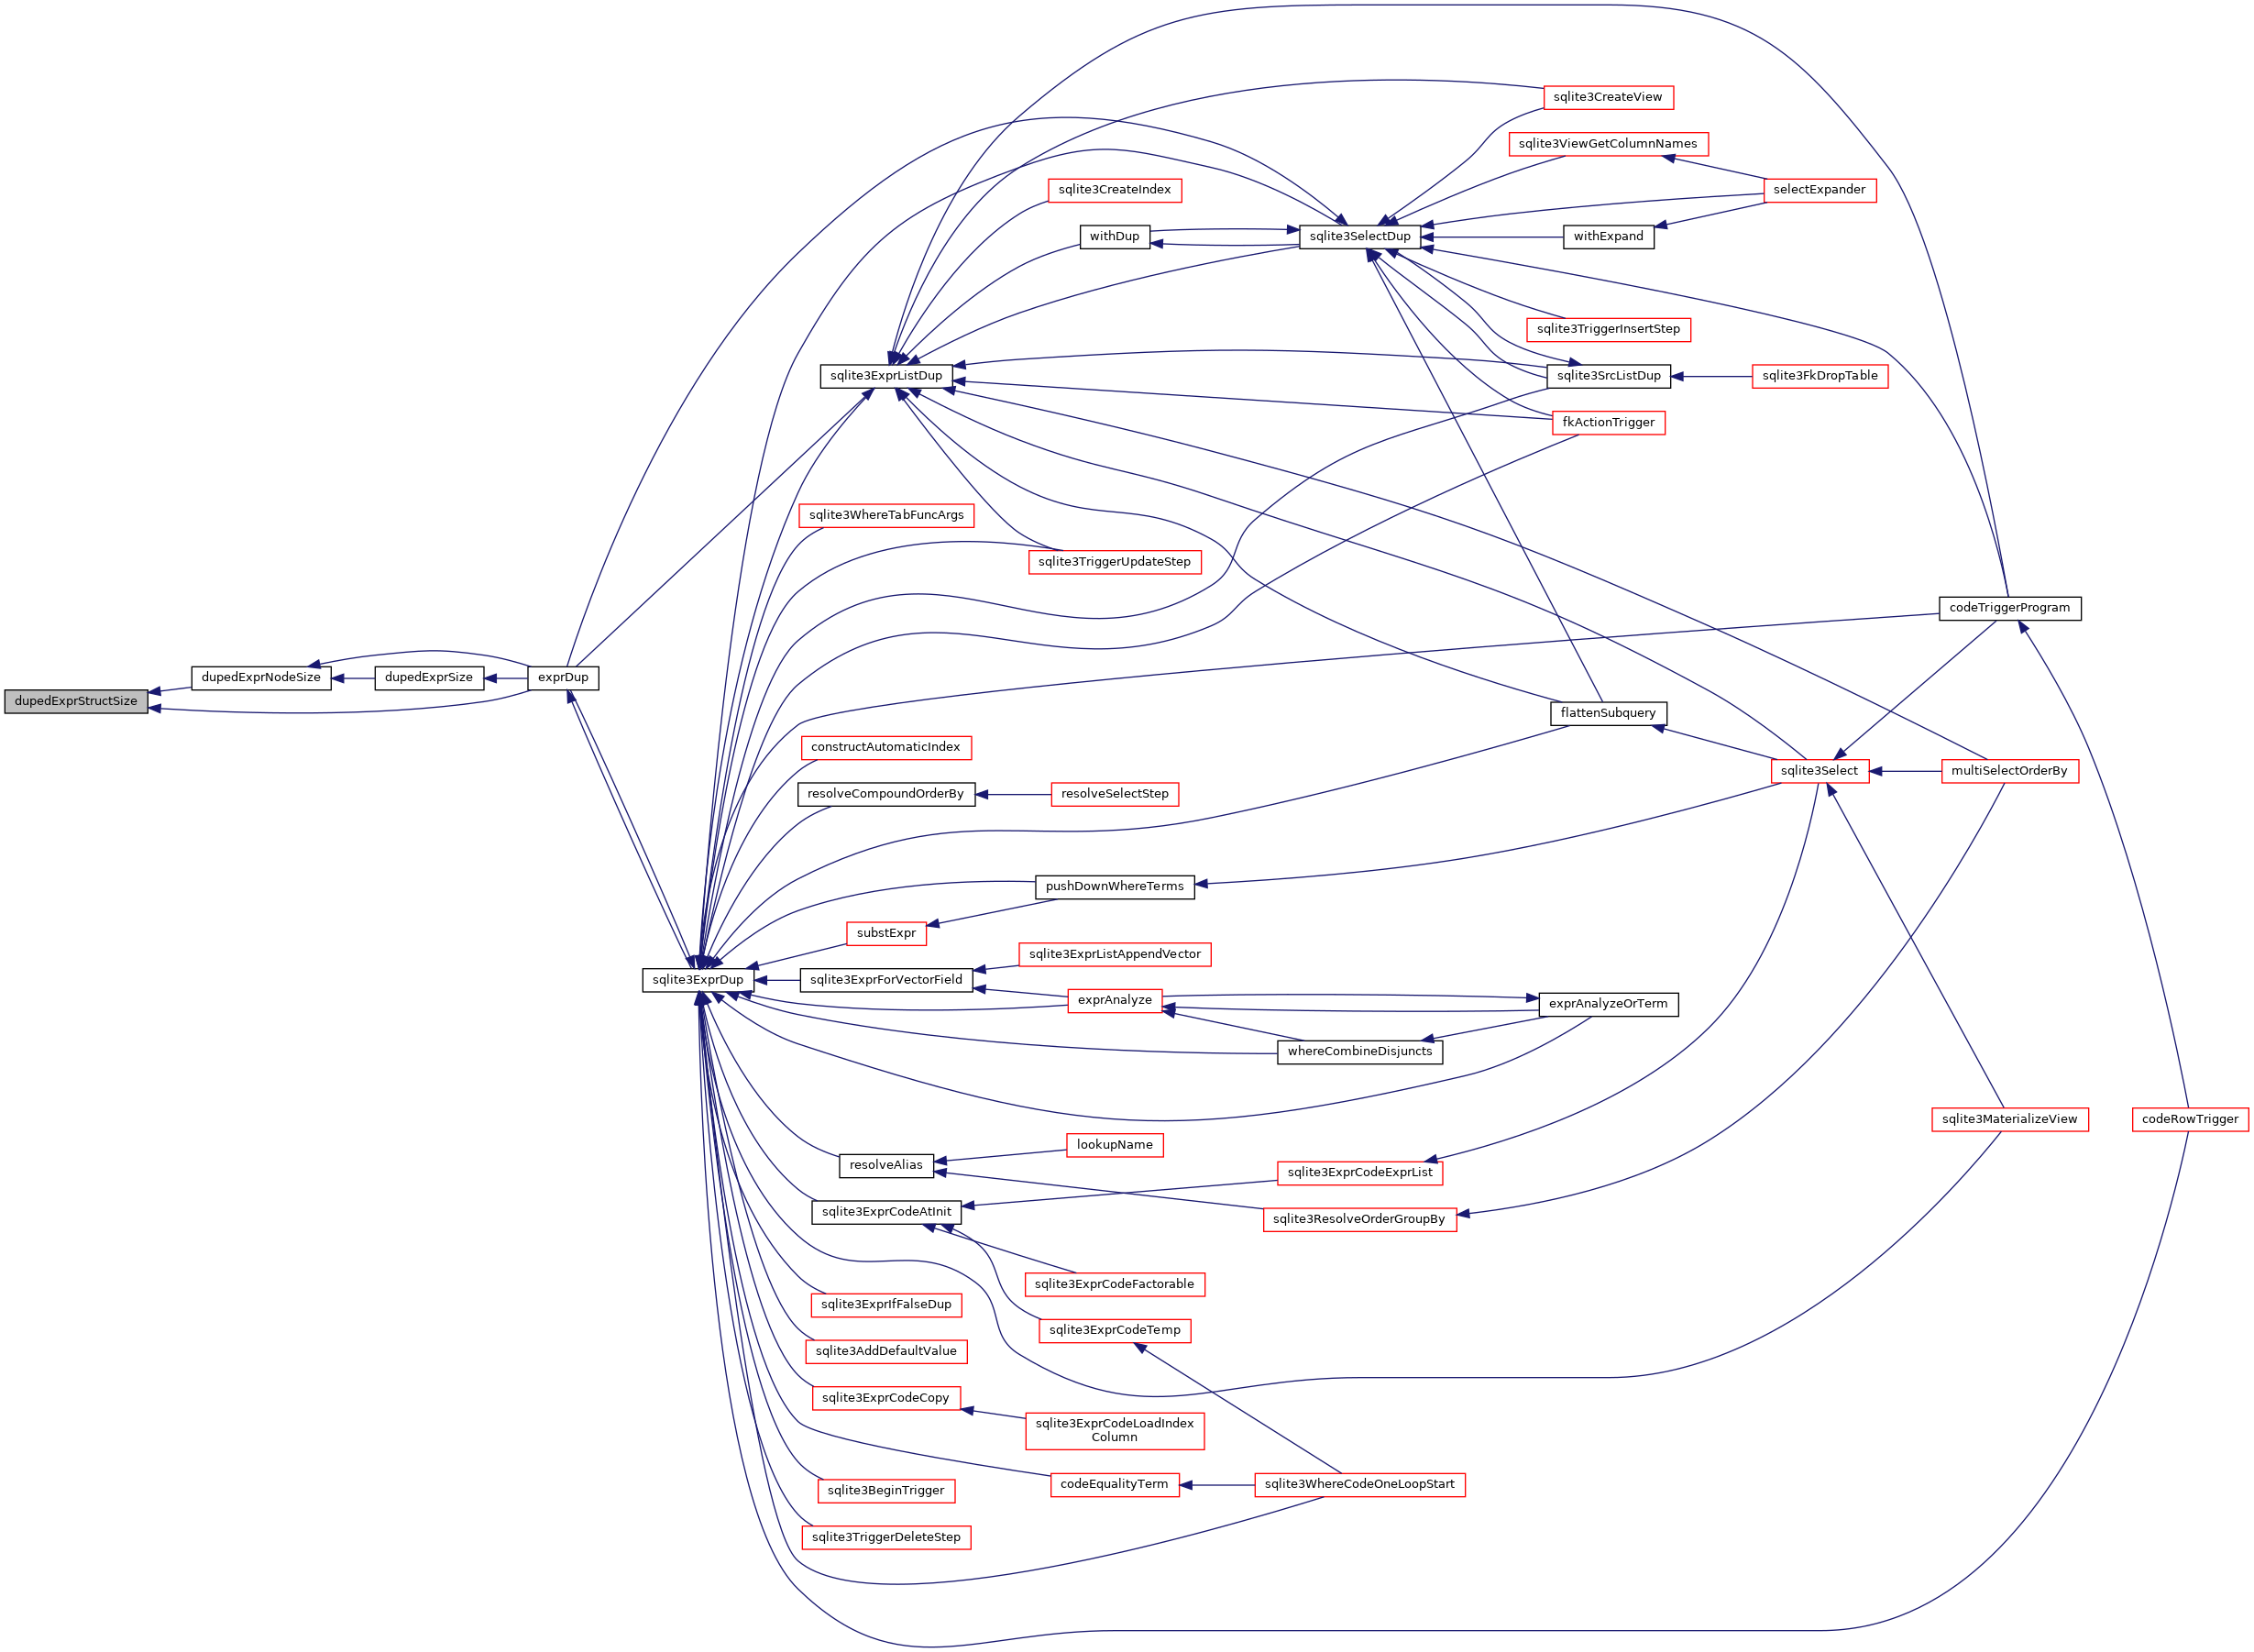 sqlite3CreateView
sqlite3ViewGetColumnNames
sqlite3CreateIndex
selectExpander
withDup
sqlite3SelectDup
withExpand
sqlite3TriggerInsertStep
sqlite3ExprListDup
sqlite3SrcListDup
sqlite3FkDropTable
fkActionTrigger
sqlite3WhereTabFuncArgs
sqlite3TriggerUpdateStep
codeTriggerProgram
dupedExprNodeSize
dupedExprSize
exprDup
dupedExprStructSize
flattenSubquery
constructAutomaticIndex
sqlite3Select
multiSelectOrderBy
resolveCompoundOrderBy
resolveSelectStep
pushDownWhereTerms
substExpr
sqlite3ExprListAppendVector
sqlite3ExprDup
sqlite3ExprForVectorField
exprAnalyze
exprAnalyzeOrTerm
whereCombineDisjuncts
sqlite3MaterializeView
codeRowTrigger
lookupName
resolveAlias
sqlite3ExprCodeExprList
sqlite3ExprCodeAtInit
sqlite3ResolveOrderGroupBy
sqlite3ExprCodeFactorable
sqlite3ExprIfFalseDup
sqlite3ExprCodeTemp
sqlite3AddDefaultValue
sqlite3ExprCodeCopy
sqlite3ExprCodeLoadIndex
Column
codeEqualityTerm
sqlite3WhereCodeOneLoopStart
sqlite3BeginTrigger
sqlite3TriggerDeleteStep